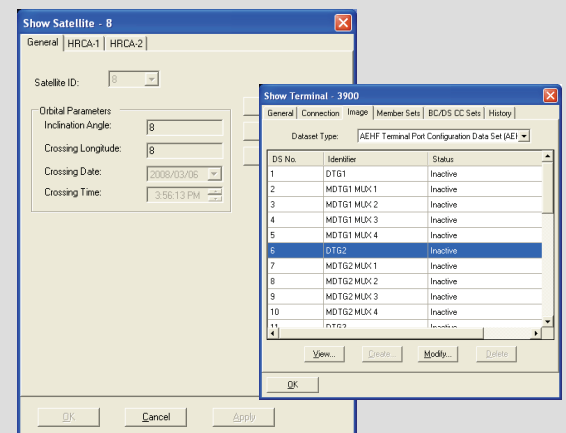 Show Satellite - 8
General HRCA-1 HRCA-2
Satellite ID: 8
Orbital Parameters
Inclination Angle: 8
Crossing Longitude: 8
Crossing Date: 2008/03/06
Crossing Time: 3:56:13 PM
OK Cancel Apply
Show Terminal - 3900
General Connection Image Member Sets BC/DS CC Sets History
Dataset Type: AEHF Terminal Port Configuration Data Set (AEH
DS No. Identifier Status
1 DTG1 Inactive
2 MDTG1 MUX 1 Inactive
3 MDTG1 MUX 2 Inactive
4 MDTG1 MUX 3 Inactive
5 MDTG1 MUX 4 Inactive
6 DTG2 Inactive
7 MDTG2 MUX 1 Inactive
8 MDTG2 MUX 2 Inactive
9 MDTG2 MUX 3 Inactive
10 MDTG2 MUX 4 Inactive
11 DTG3 Inactive
View... Create... Modify... Delete
OK